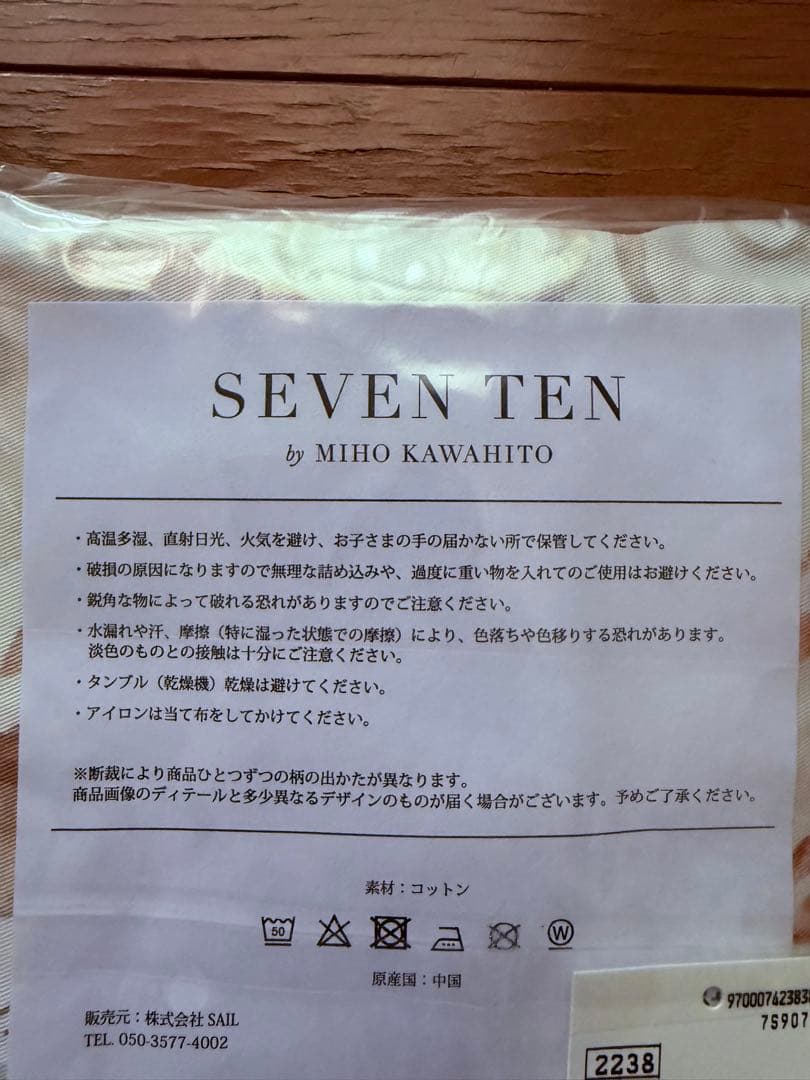 SEVEN TEN
by MIHO KAWAHITO
・高温多湿、直射日光、火気を避け、お子さまの手の届かない所で保管してください。
・破損の原因になりますので無理な詰め込みや、過度に重い物を入れてのご使用はお避けください。
・鋭角な物によって破れる恐れがありますのでご注意ください。
・水漏れや汗、摩擦（特に湿った状態での摩擦）により、色落ちや色移りする恐れがあります。
淡色のものとの接触は十分にご注意ください。
・タンブル（乾燥機）乾燥は避けてください。
・アイロンは当て布をしてかけてください。
※断裁により商品ひとつずつの柄の出かたが異なります。
商品画像のディテールと多少異なるデザインのものが届く場合がございます。予めご了承ください。
素材：コットン
50
W
原産国：中国
販売元：株式会社 SAIL
TEL. 050-3577-4002
2238